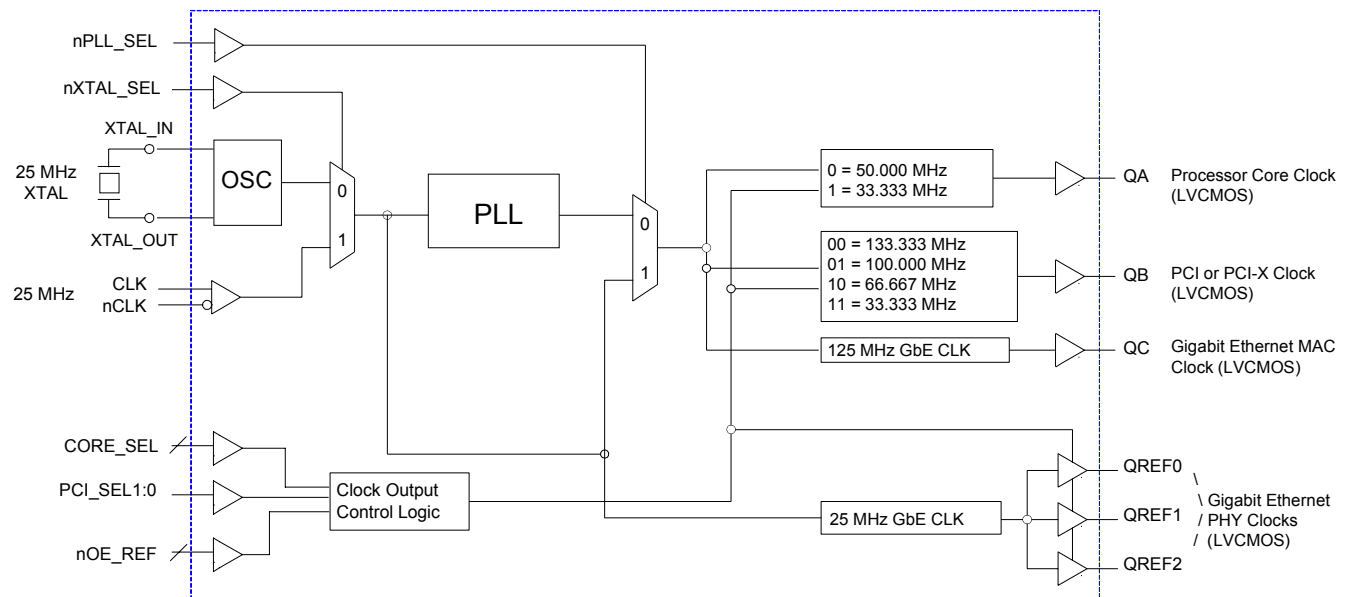 nPLL_SEL
nXTAL_SEL
XTAL_IN
25 MHz
XTAL
OSC
XTAL_OUT
CLK
25 MHz
nCLK
0
1
PLL
0
1
0 = 50.000 MHz
1 = 33.333 MHz
QA
Processor Core Clock
(LVCMOS)
00 = 133.333 MHz
01 = 100.000 MHz
10 = 66.667 MHz
11 = 33.333 MHz
QB
PCI or PCI-X Clock
(LVCMOS)
125 MHz GbE CLK
QC
Gigabit Ethernet MAC
Clock (LVCMOS)
CORE_SEL
PCI_SEL1:0
nOE_REF
Clock Output
Control Logic
25 MHz GbE CLK
QREF0
QREF1
QREF2
\
\ Gigabit Ethernet
/ PHY Clocks
/ (LVCMOS)